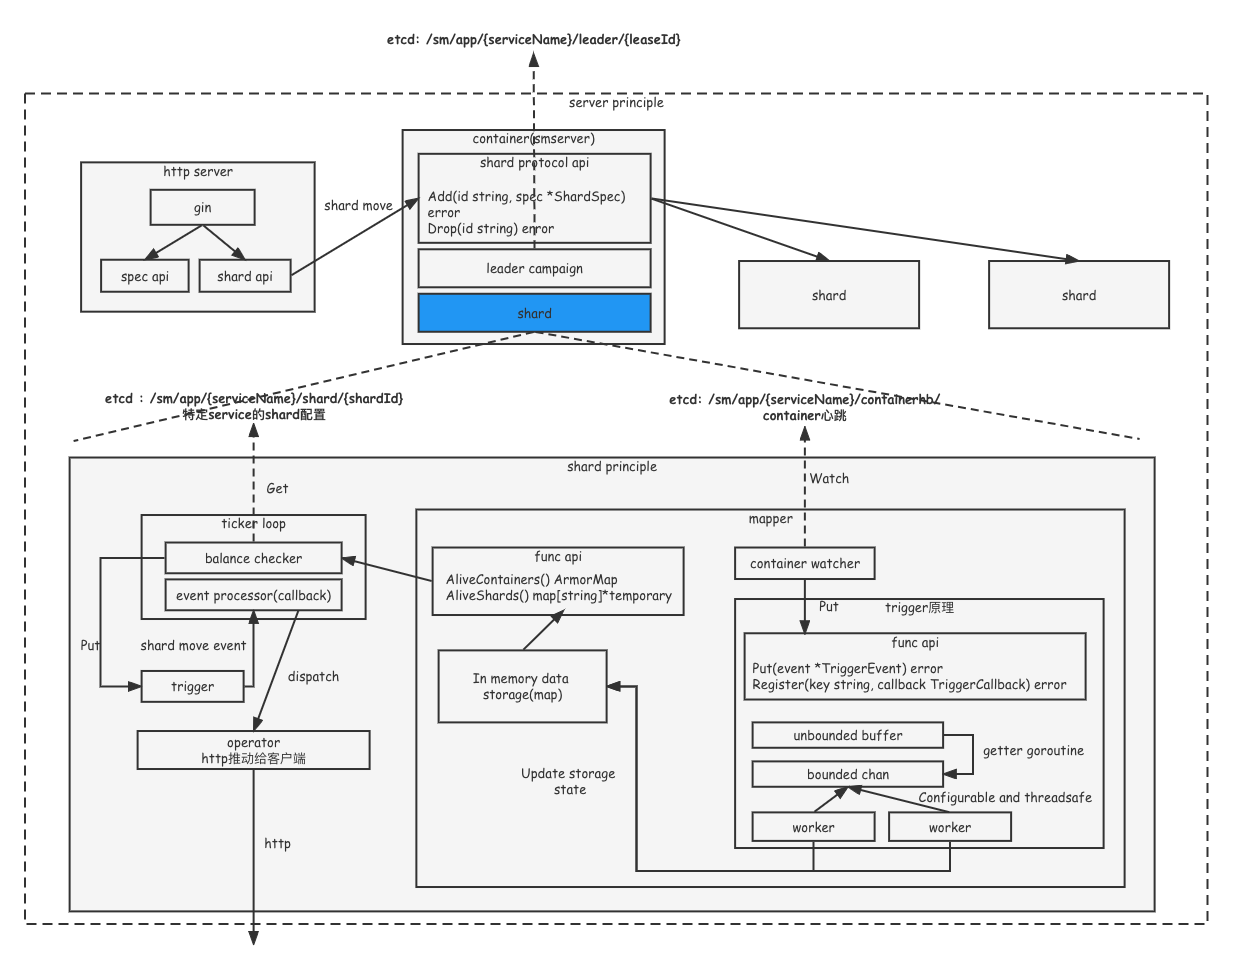 etcd: /sm/app/{serviceName}/leader/{leaseId}
server principle
container(smserver)
shard protocol api
Add(id string, spec *ShardSpec)
error
Drop(id string) error
leader campaign
shard
http server
gin
spec api
shard api
shard move
shard
shard
etcd : /sm/app/{serviceName}/shard/{shardId}
特定service的shard配置
etcd: /sm/app/{serviceName}/containerhb/
container心跳
shard principle
Get
Watch
ticker loop
balance checker
event processor(callback)
Put
shard move event
trigger
dispatch
operator
http推动给客户端
http
mapper
func api
AliveContainers() ArmorMap
AliveShards() map[string]*temporary
In memory data
storage(map)
Update storage
state
container watcher
Put
trigger原理
func api
Put(event *TriggerEvent) error
Register(key string, callback TriggerCallback) error
unbounded buffer
getter goroutine
bounded chan
Configurable and threadsafe
worker
worker